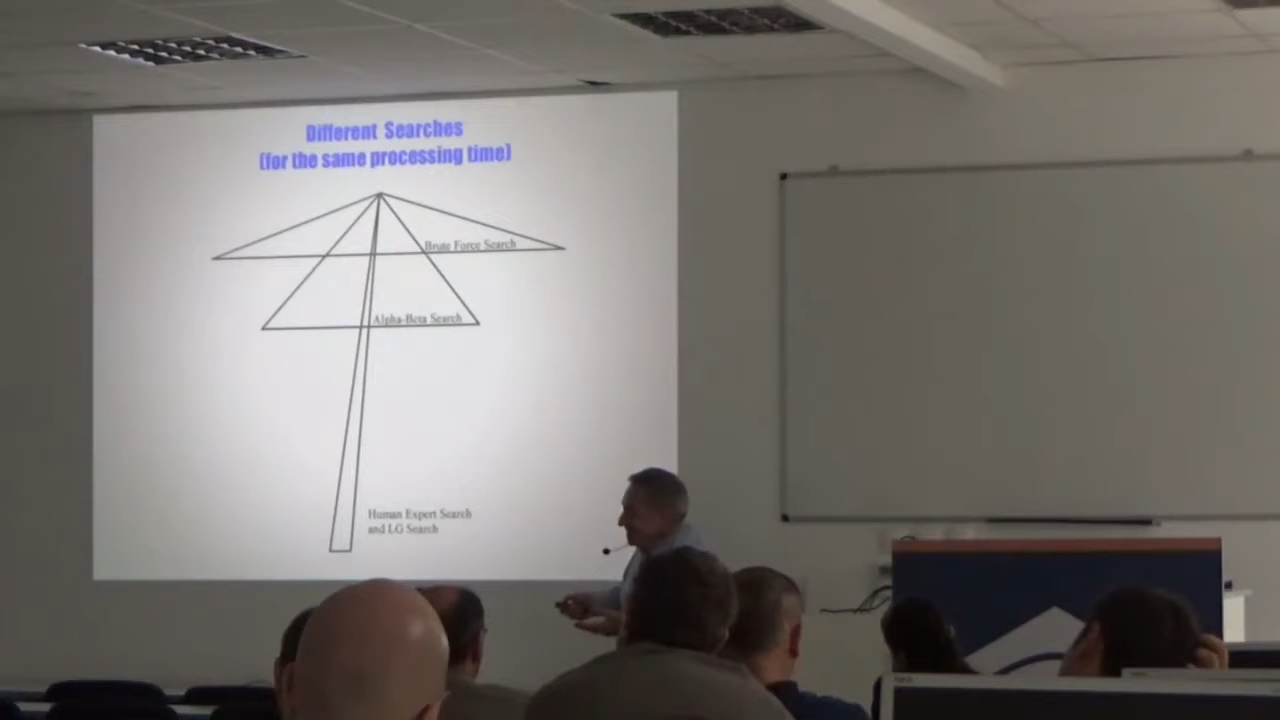 Different Searches
(for the same processing time)
Brute Force Search
Alpha-Beta Search
Human Expert Search
and LG Search